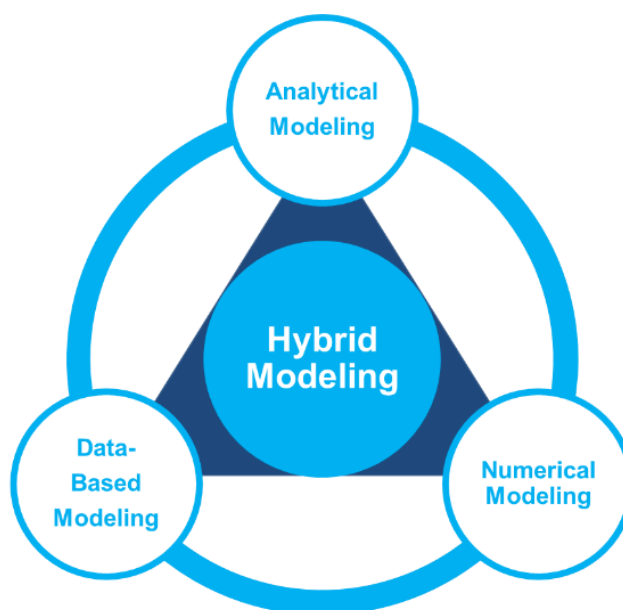 Analytical
Modeling
Hybrid
Modeling
Data-
Based
Modeling
Numerical
Modeling